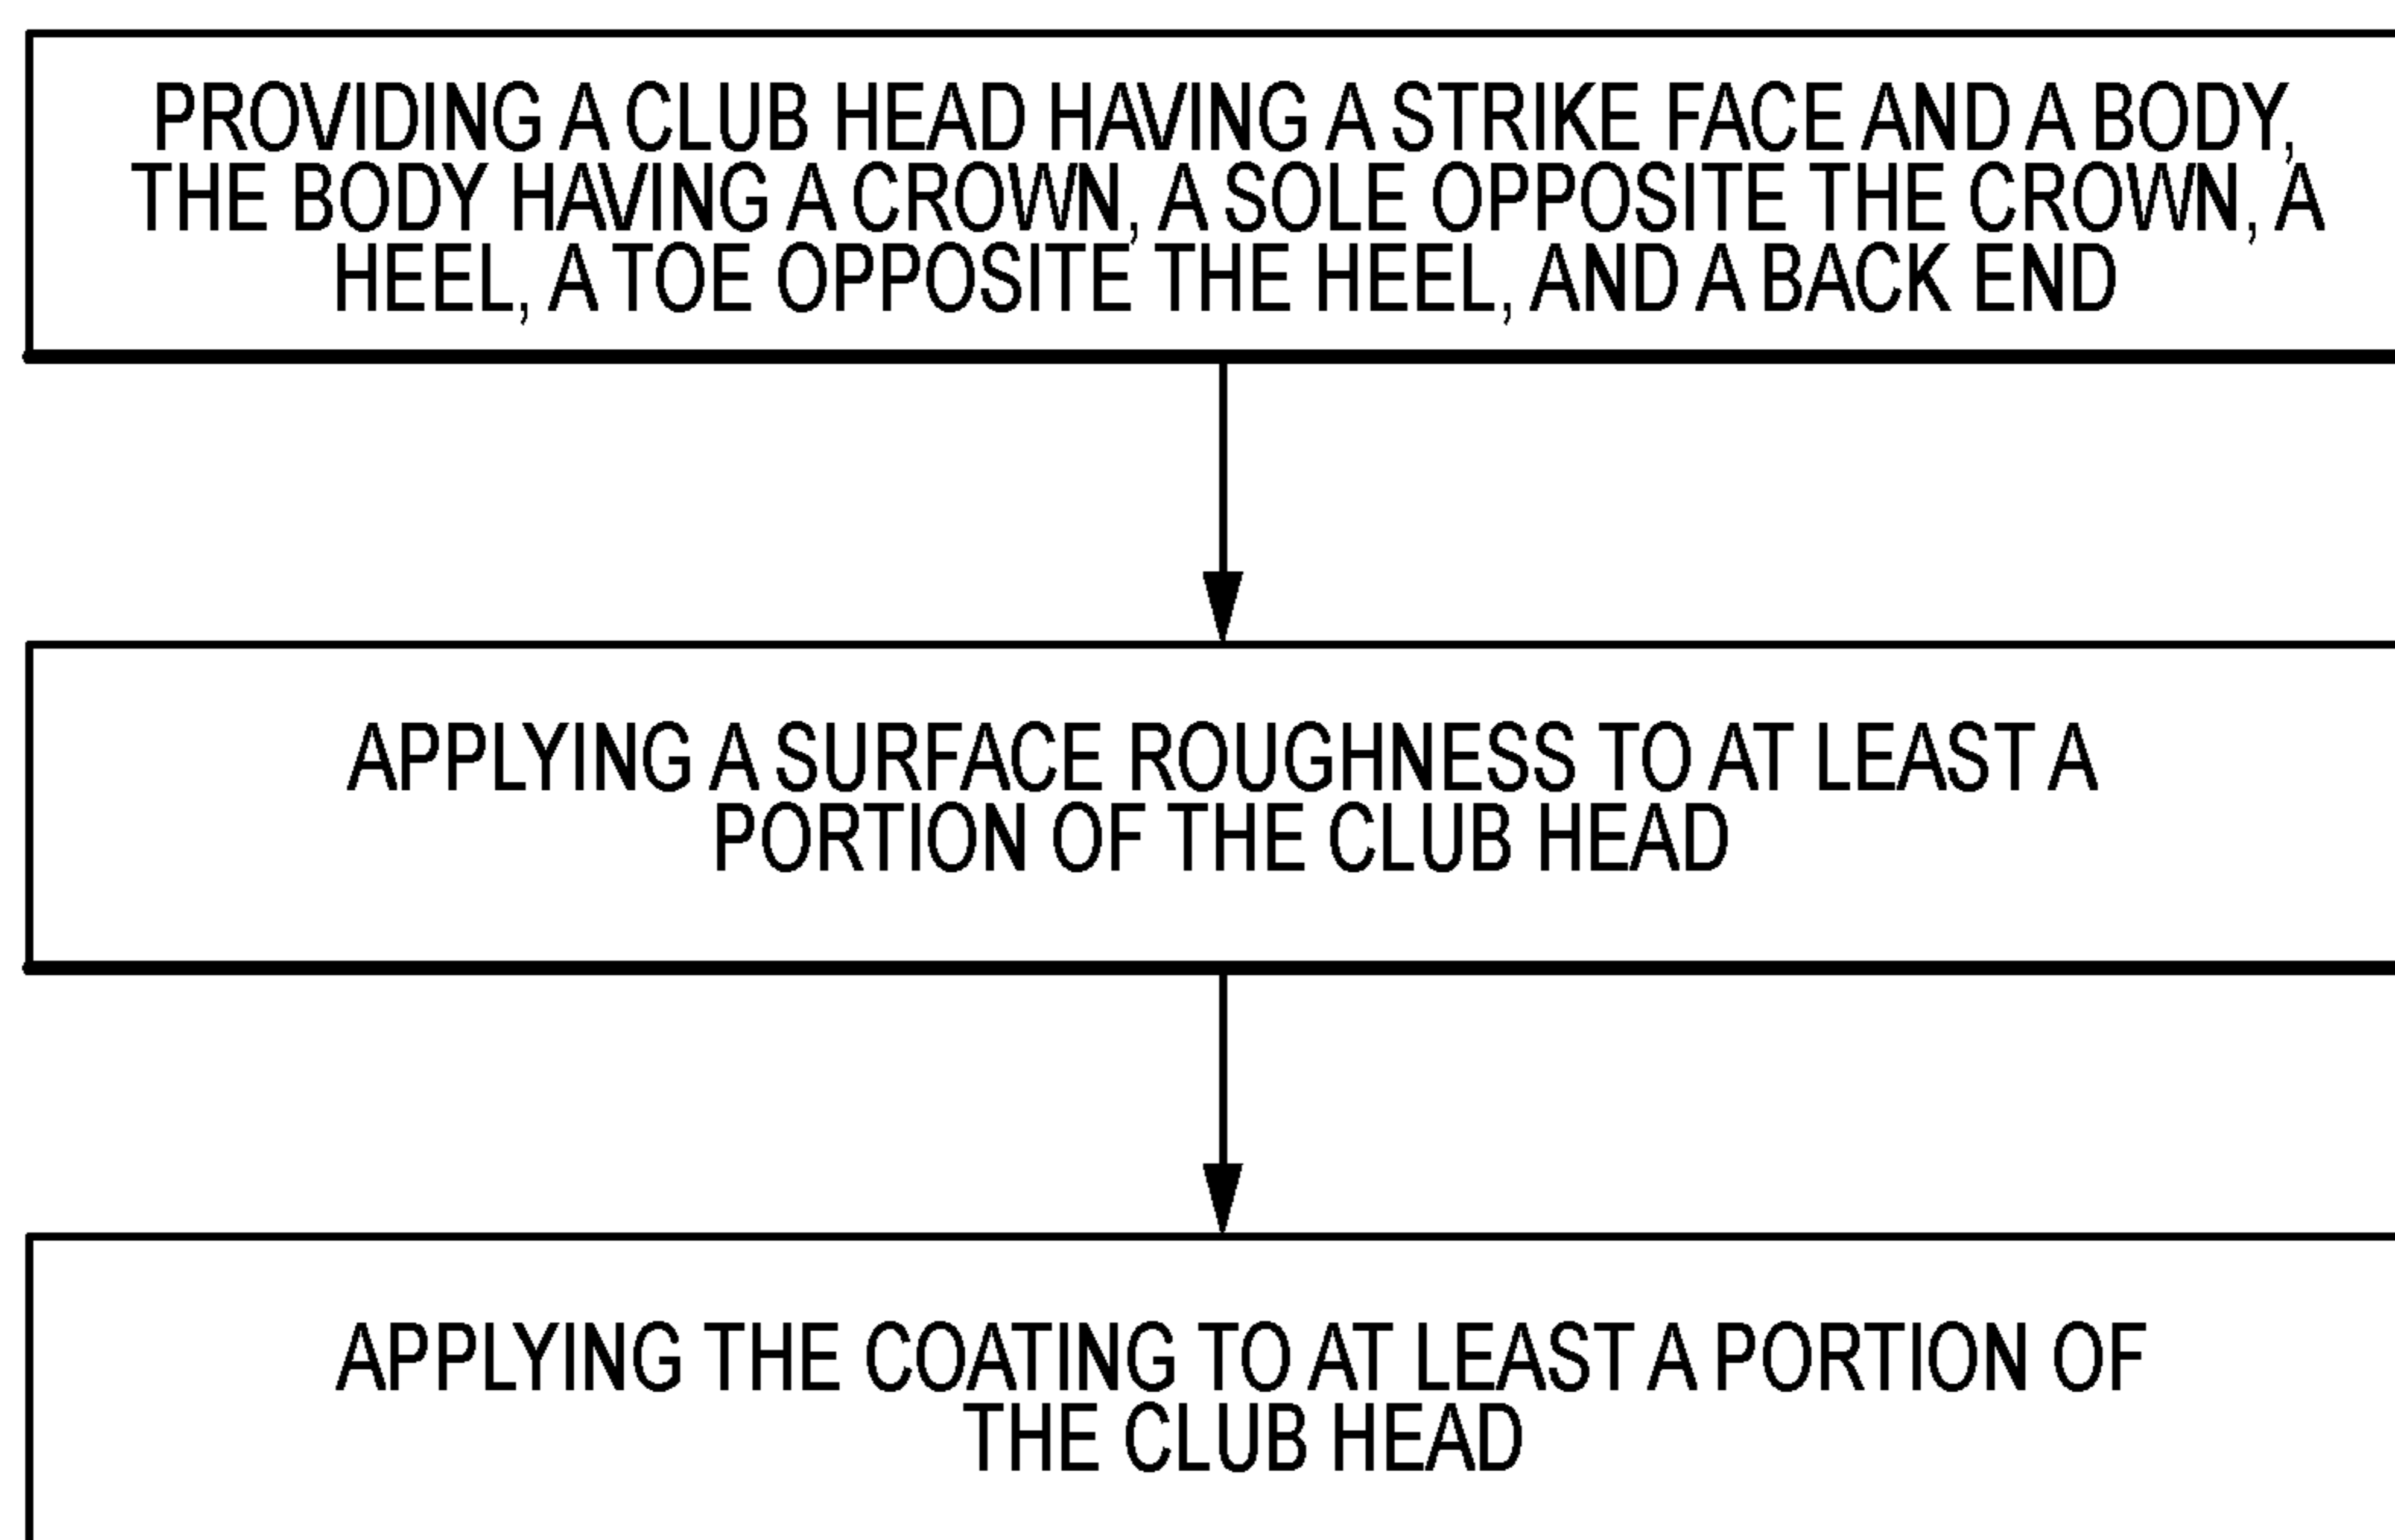 PROVIDING A CLUB HEAD HAVING A STRIKE FACE AND A BODY,
THE BODY HAVING A CROWN, A SOLE OPPOSITE THE CROWN, A
HEEL, A TOE OPPOSITE THE HEEL, AND A BACK END
APPLYING A SURFACE ROUGHNESS TO AT LEAST A
PORTION OF THE CLUB HEAD
APPLYING THE COATING TO AT LEAST A PORTION OF
THE CLUB HEAD